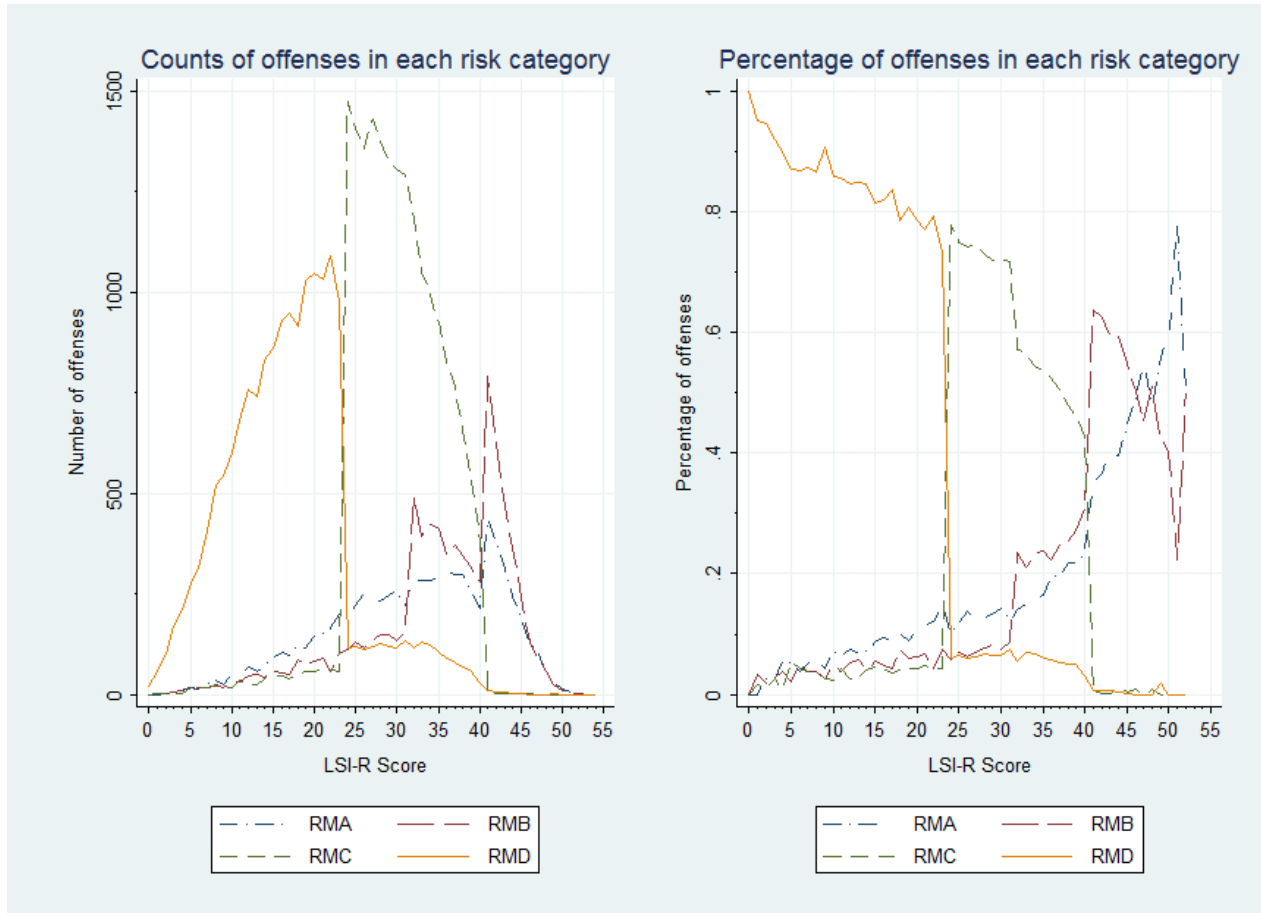 Counts of offenses in each risk category
Number of offenses
1500
1000
500
0
0 5 10 15 20 25 30 35 40 45 50 55
LSI-R Score
RMA RMB
RMC RMD
Percentage of offenses in each risk category
Percentage of offenses
1
.8
.6
.4
.2
0
0 5 10 15 20 25 30 35 40 45 50 55
LSI-R Score
RMA RMB
RMC RMD